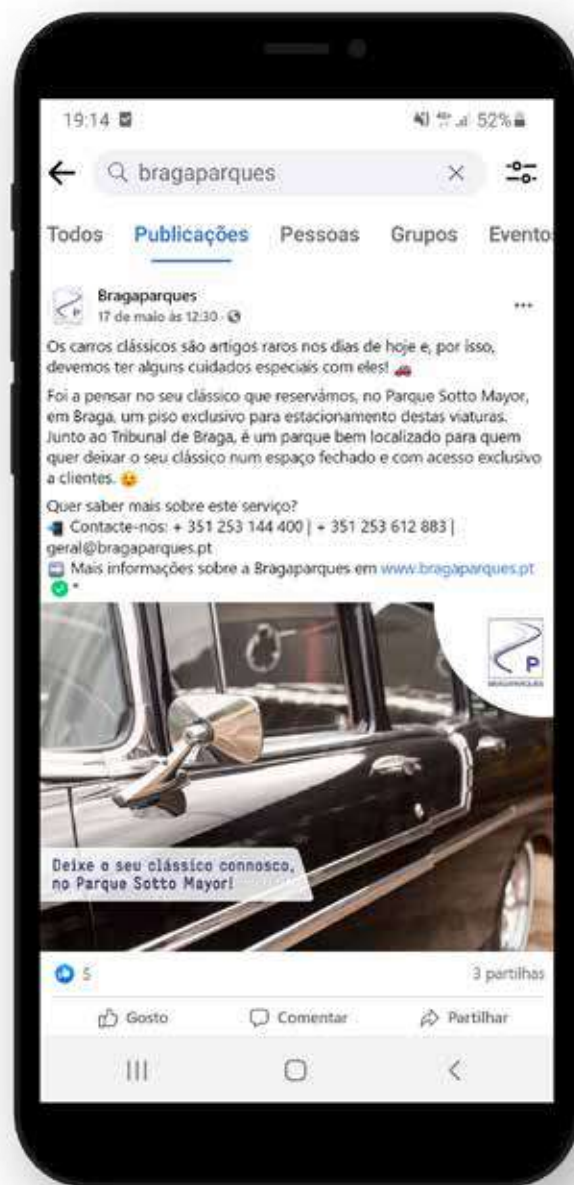 19:14
52%
bragaparques
Todos Publicações Pessoas Grupos Evento
Bragaparques
17 de maio às 12:30 ·
Os carros clássicos são artigos raros nos dias de hoje e, por isso,
devemos ter alguns cuidados especiais com eles! 🚗
Foi a pensar no seu clássico que reservámos, no Parque Sotto Mayor,
em Braga, um piso exclusivo para estacionamento destas viaturas.
Junto ao Tribunal de Braga, é um parque bem localizado para quem
quer deixar o seu clássico num espaço fechado e com acesso exclusivo
a clientes. 😉
Quer saber mais sobre este serviço?
📲 Contacte-nos: + 351 253 144 400 | + 351 253 612 883 |
geral@bragaparques.pt
Mais informações sobre a Bragaparques em www.bragaparques.pt
✅ *
P
BRAGAPARQUES
Deixe o seu clássico connosco,
no Parque Sotto Mayor!
5 3 partilhas
Gosto Comentar Partilhar